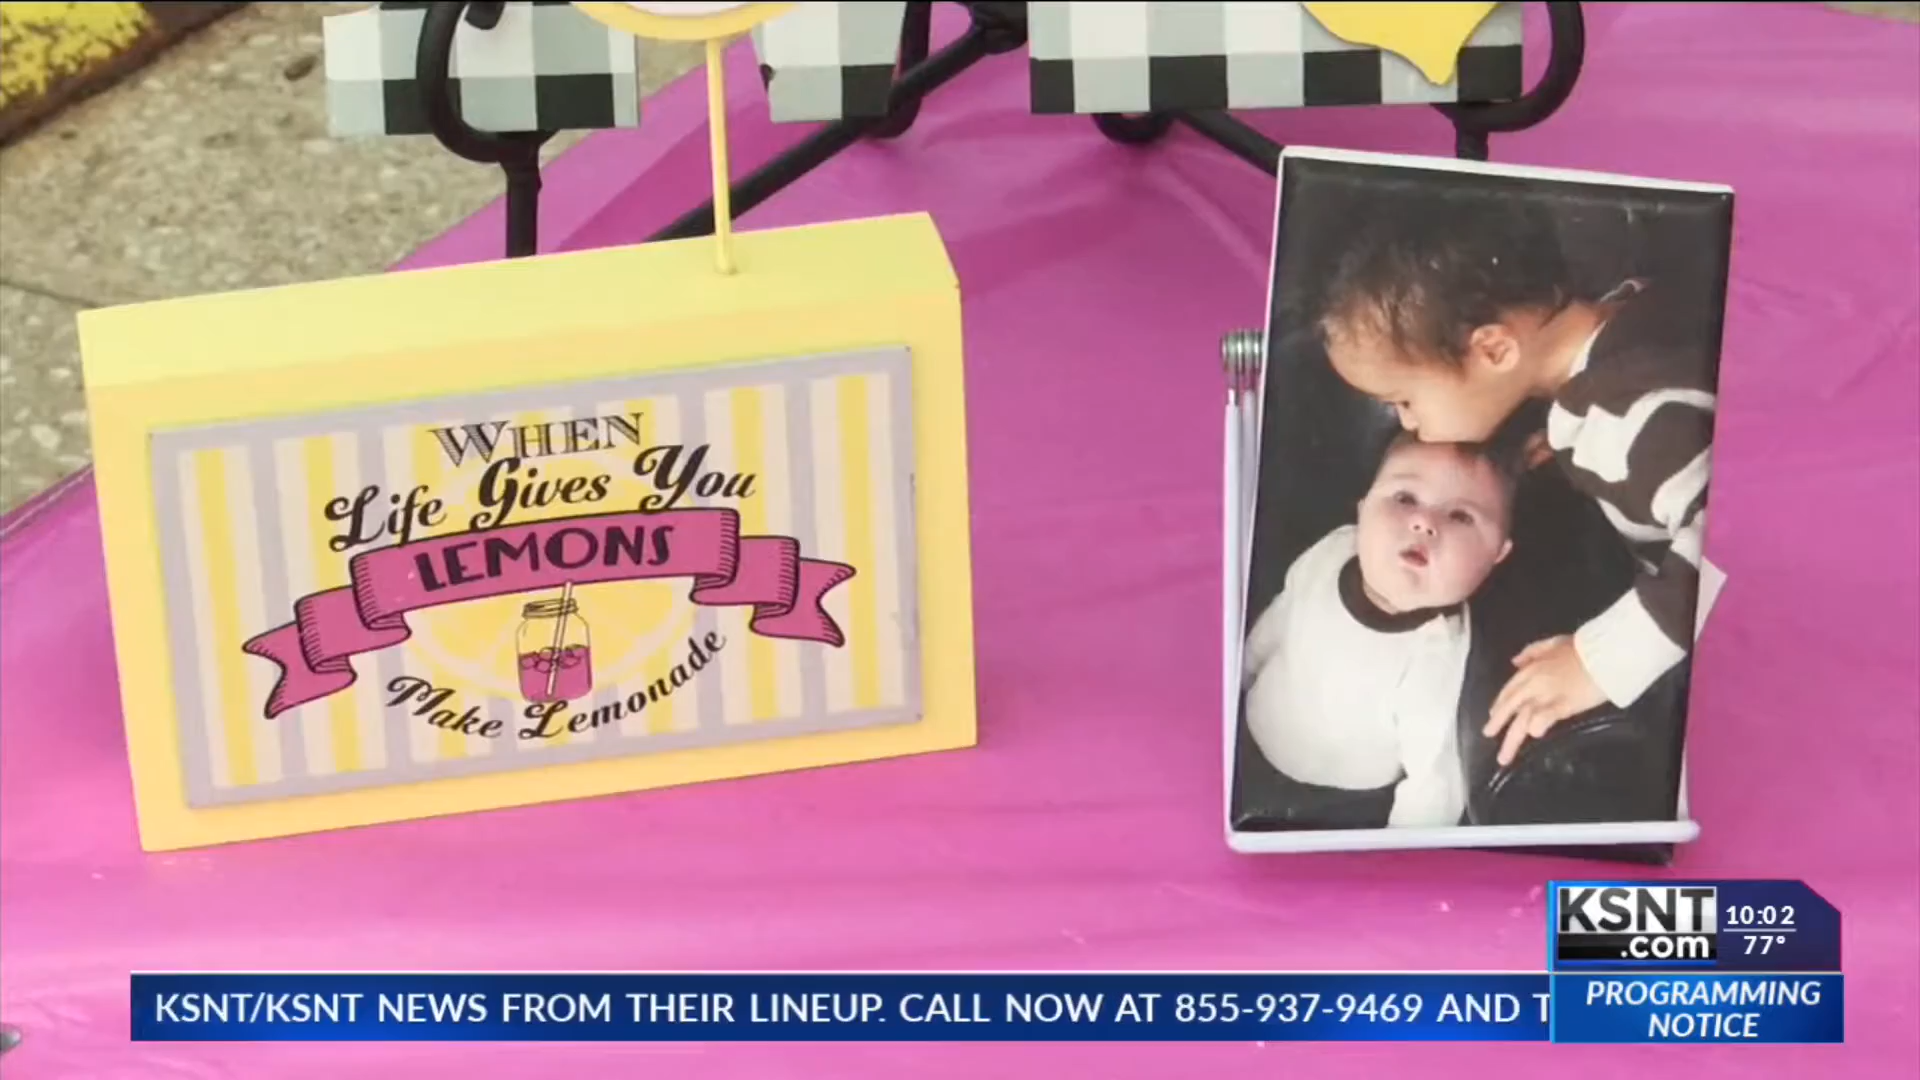 WHEN
Life Gives You
LEMONS
Make Lemonade
KSNT
.com
10:02
77°
KSNT/KSNT NEWS FROM THEIR LINEUP. CALL NOW AT 855-937-9469 AND T
PROGRAMMING
NOTICE